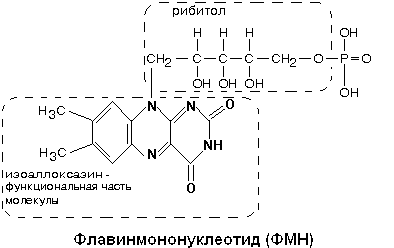 рибитол
H H H OH
CH₂ C C C CH₂ O P O
OH OH OH OH
H₃C N N O
H₃C N NH
O
изоаллоксазин -
функциональная часть
молекулы
Флавинмононуклеотид (ФМН)